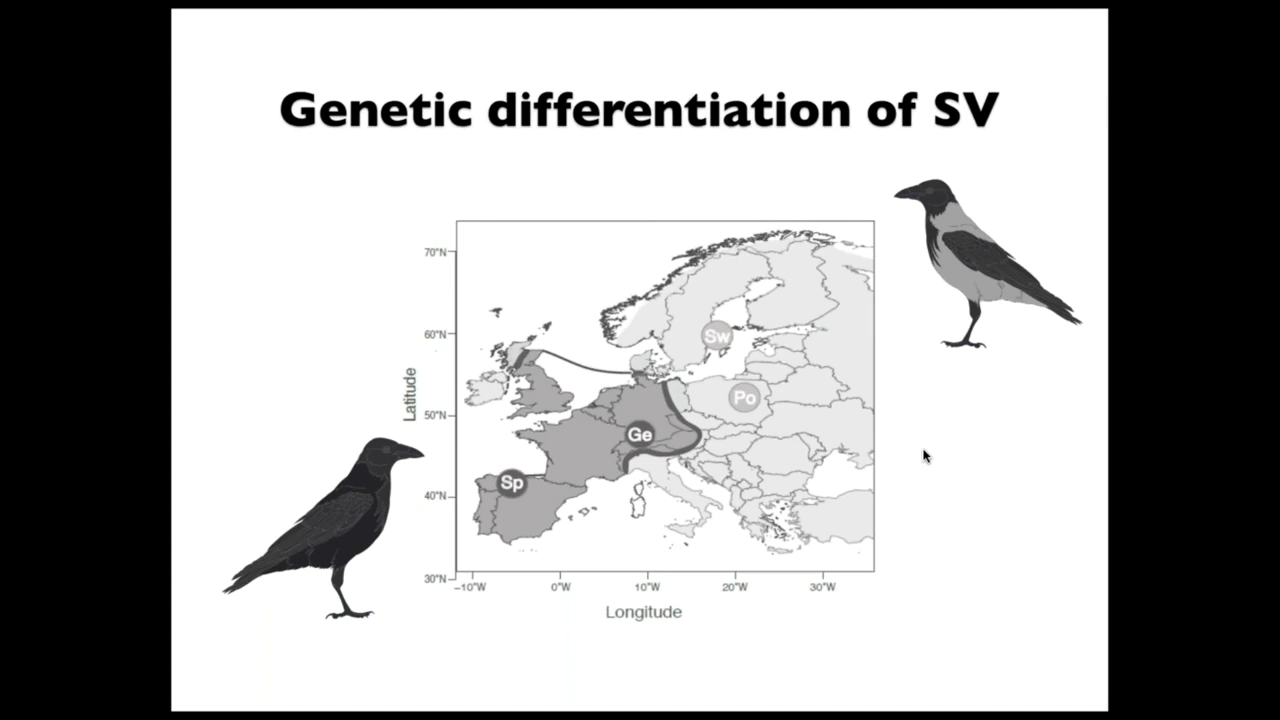 Genetic differentiation of SV
70°N
60°N
50°N
40°N
30°N
Latitude
Sw
Po
Ge
Sp
−10°W
0°W
10°W
20°W
30°W
Longitude